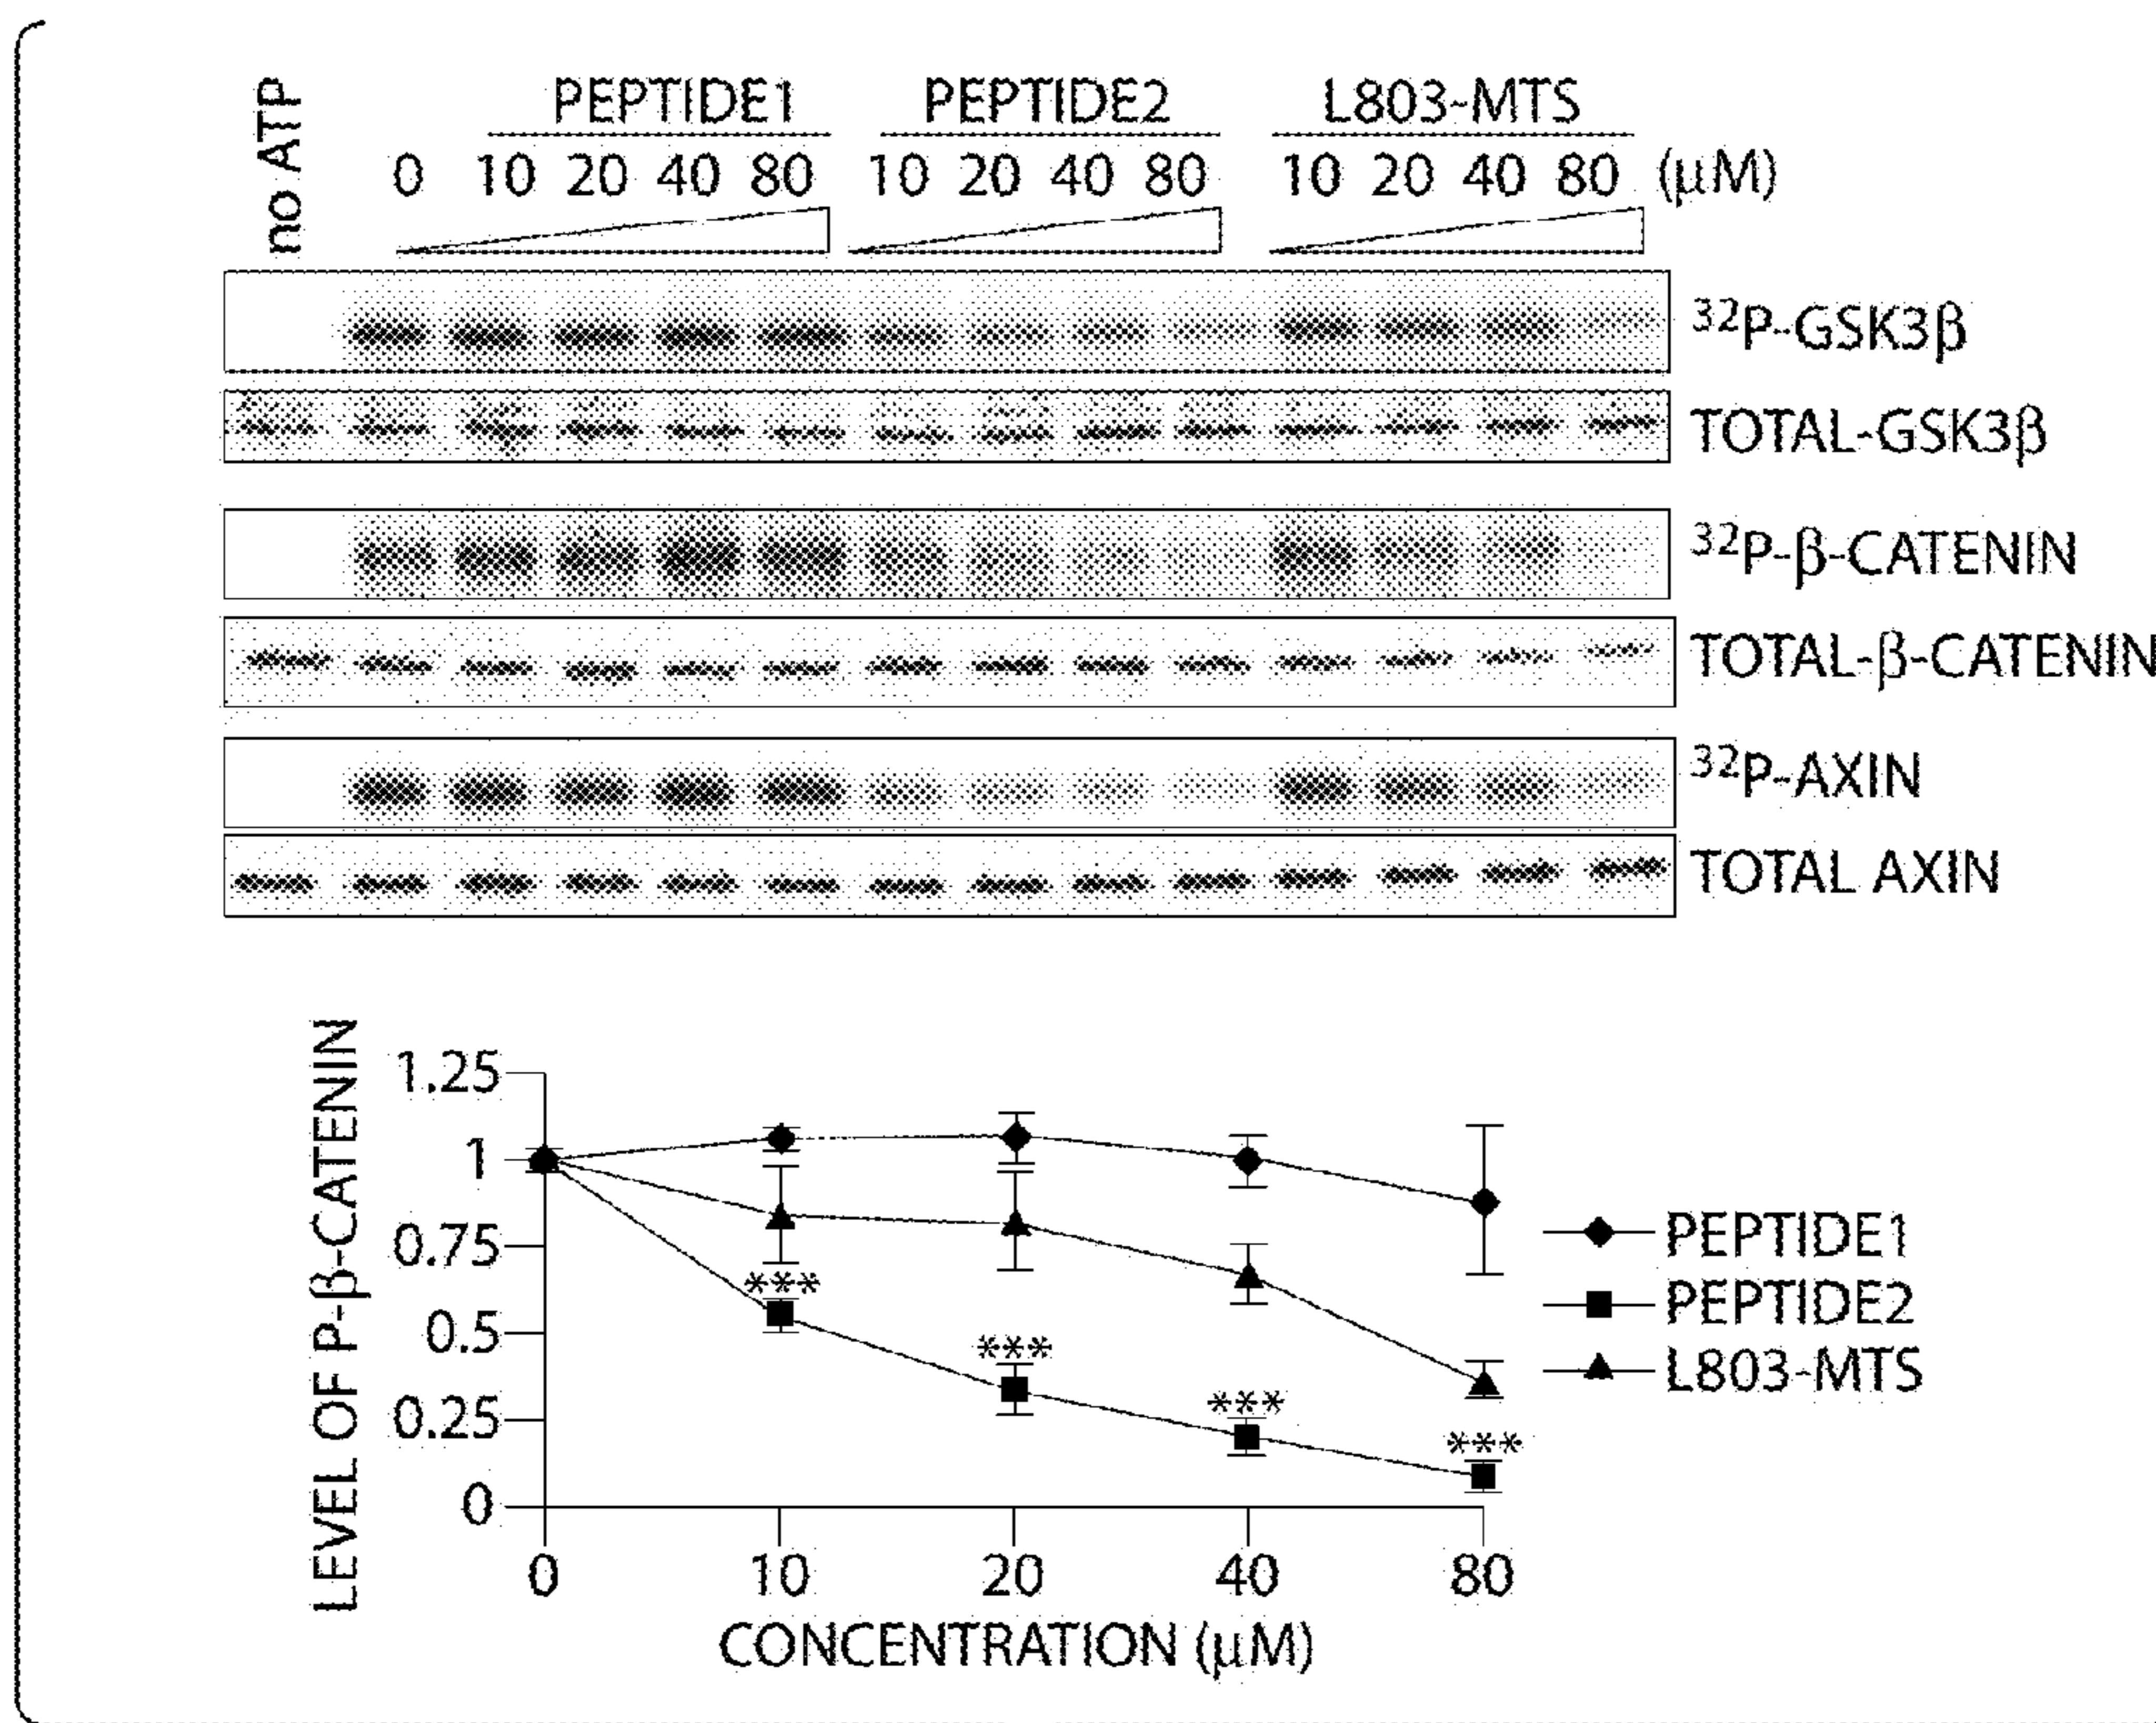 no ATP
PEPTIDE1 PEPTIDE2 L803-MTS
0 10 20 40 80 10 20 40 80 10 20 40 80 (μM)
³²P-GSK3β
TOTAL-GSK3β
³²P-β-CATENIN
TOTAL-β-CATENIN
³²P-AXIN
TOTAL AXIN
LEVEL OF P-β-CATENIN
1.25
1
0.75
0.5
0.25
0
***
***
***
***
0 10 20 40 80
CONCENTRATION (μM)
PEPTIDE1
PEPTIDE2
L803-MTS